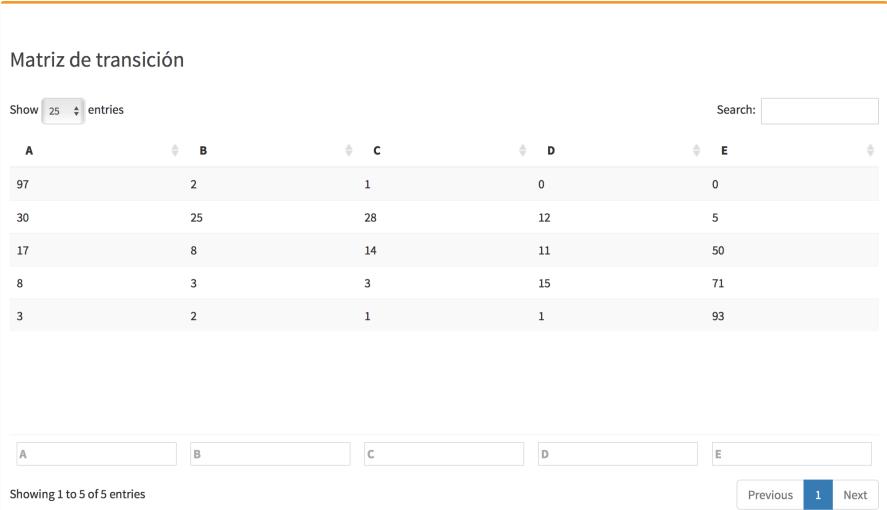 Matriz de transición
Show 25 entries Search:
A B C D E
97 2 1 0 0
30 25 28 12 5
17 8 14 11 50
8 3 3 15 71
3 2 1 1 93
A B C D E
Showing 1 to 5 of 5 entries Previous 1 Next